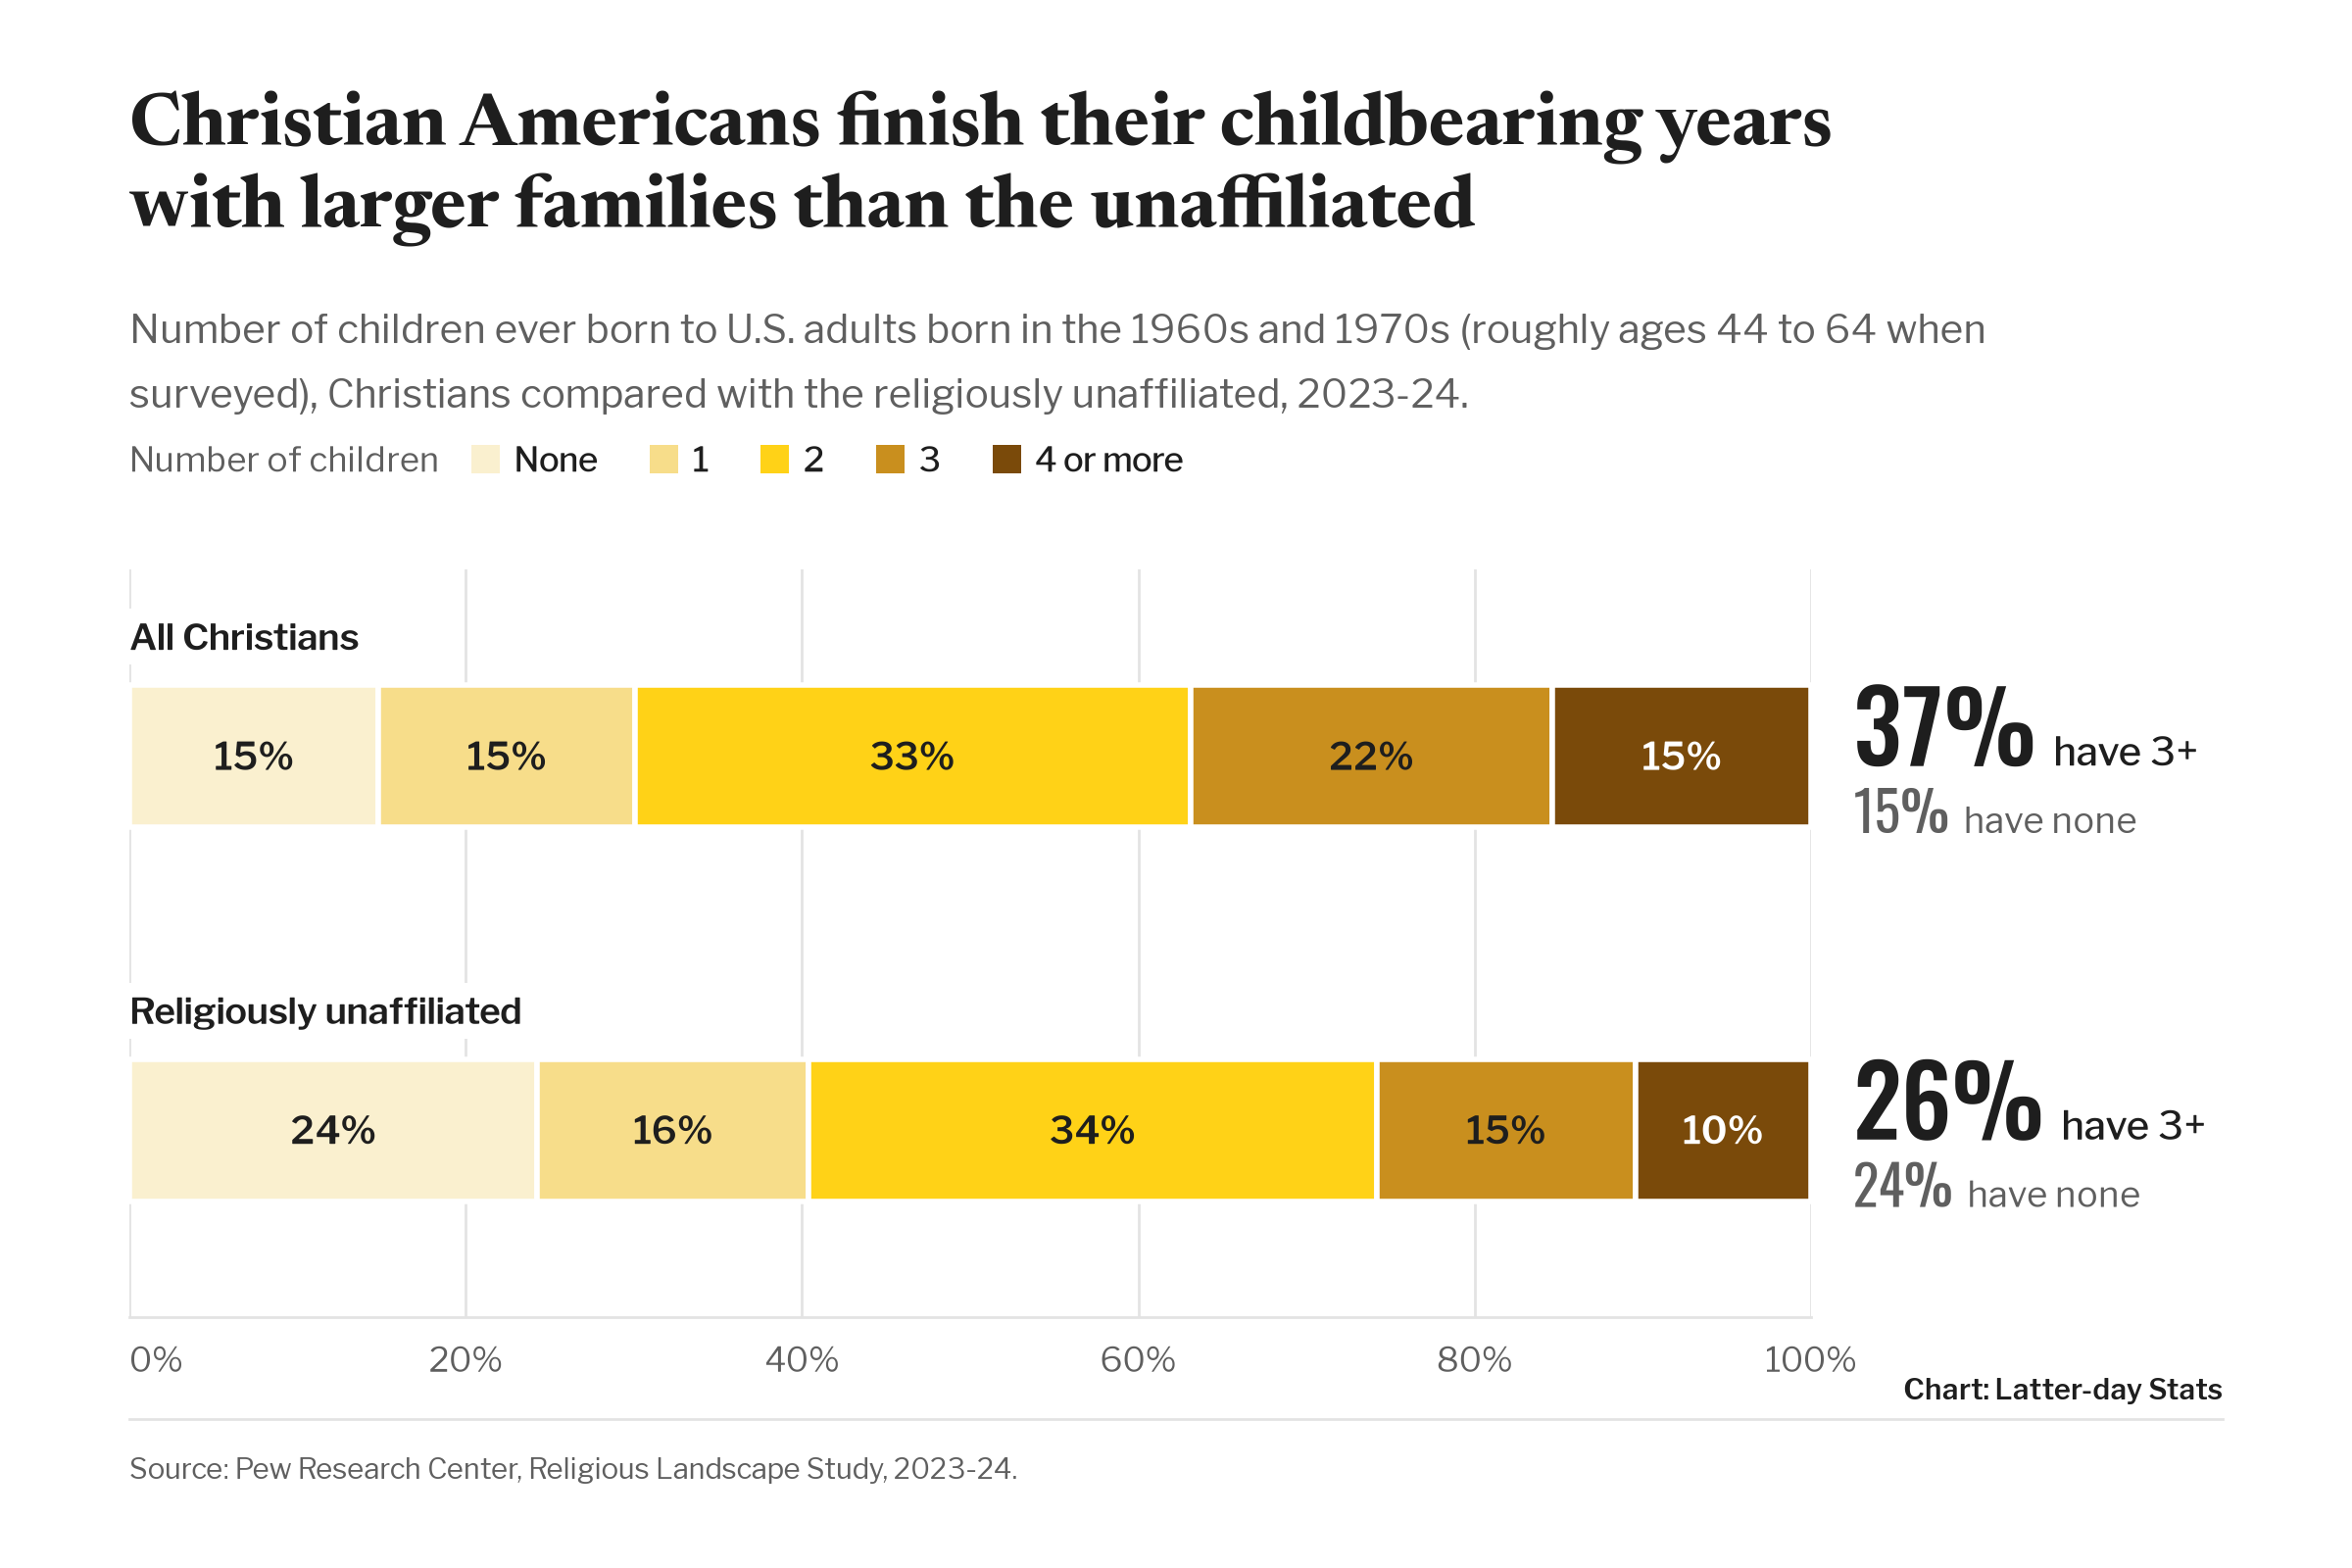 Christian Americans finish their childbearing years
with larger families than the unaffiliated
Number of children ever born to U.S. adults born in the 1960s and 1970s (roughly ages 44 to 64 when
surveyed), Christians compared with the religiously unaffiliated, 2023-24.
Number of children None 1 2 3 4 or more
All Christians
15% 15% 33% 22% 15%
37% have 3+
15% have none
Religiously unaffiliated
24% 16% 34% 15% 10%
26% have 3+
24% have none
0% 20% 40% 60% 80% 100%
Chart: Latter-day Stats
Source: Pew Research Center, Religious Landscape Study, 2023-24.